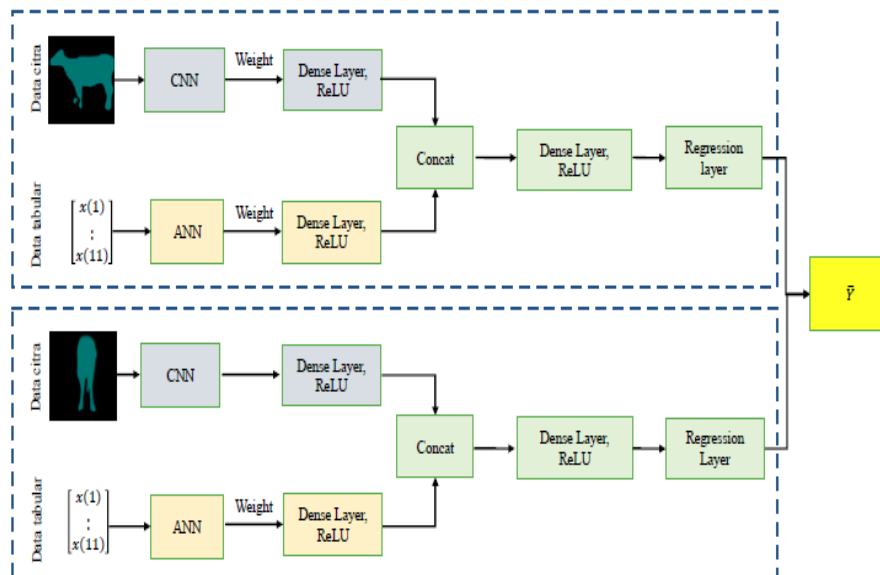 Data citra
CNN
Weight
Dense Layer,
ReLU
Data tabular
x(1)
:
x(11)
ANN
Weight
Dense Layer,
ReLU
Concat
Dense Layer,
ReLU
Regression
layer
Data citra
CNN
Dense Layer,
ReLU
Data tabular
x(1)
:
x(11)
ANN
Weight
Dense Layer,
ReLU
Concat
Dense Layer,
ReLU
Regression
Layer
Ȳ